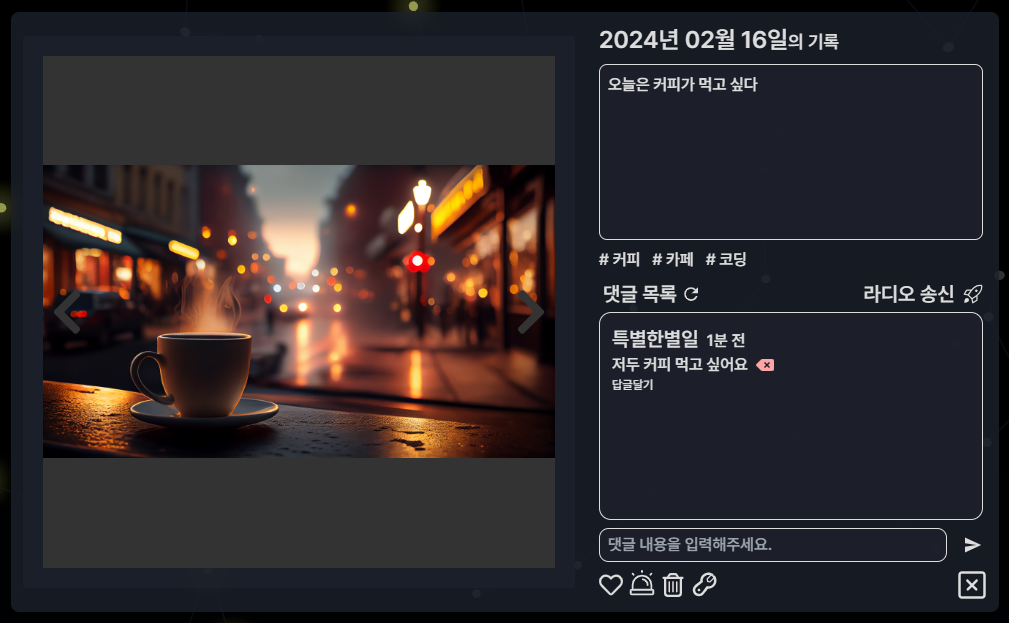 2024년 02월 16일의 기록
오늘은 커피가 먹고 싶다
# 커피 # 카페 # 코딩
댓글 목록
라디오 송신
특별한별일 1분 전
저두 커피 먹고 싶어요
답글달기
댓글 내용을 입력해주세요.